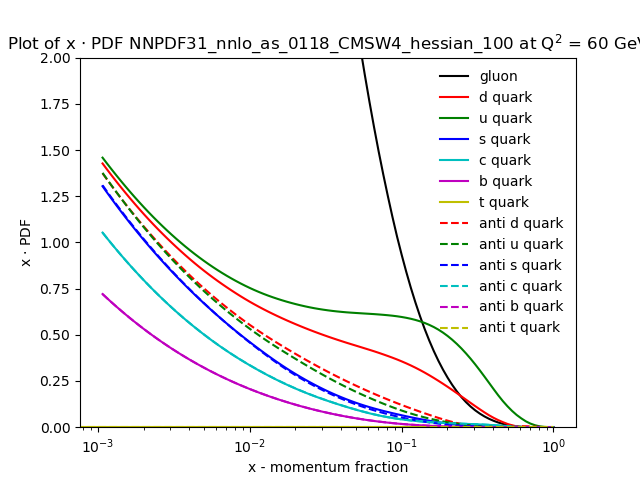 Plot of x · PDF NNPDF31_nnlo_as_0118_CMSW4_hessian_100 at Q² = 60 GeV
2.00
1.75
1.50
1.25
1.00
0.75
0.50
0.25
0.00
x · PDF
gluon
d quark
u quark
s quark
c quark
b quark
t quark
anti d quark
anti u quark
anti s quark
anti c quark
anti b quark
anti t quark
10⁻³ 10⁻² 10⁻¹ 10⁰
x - momentum fraction